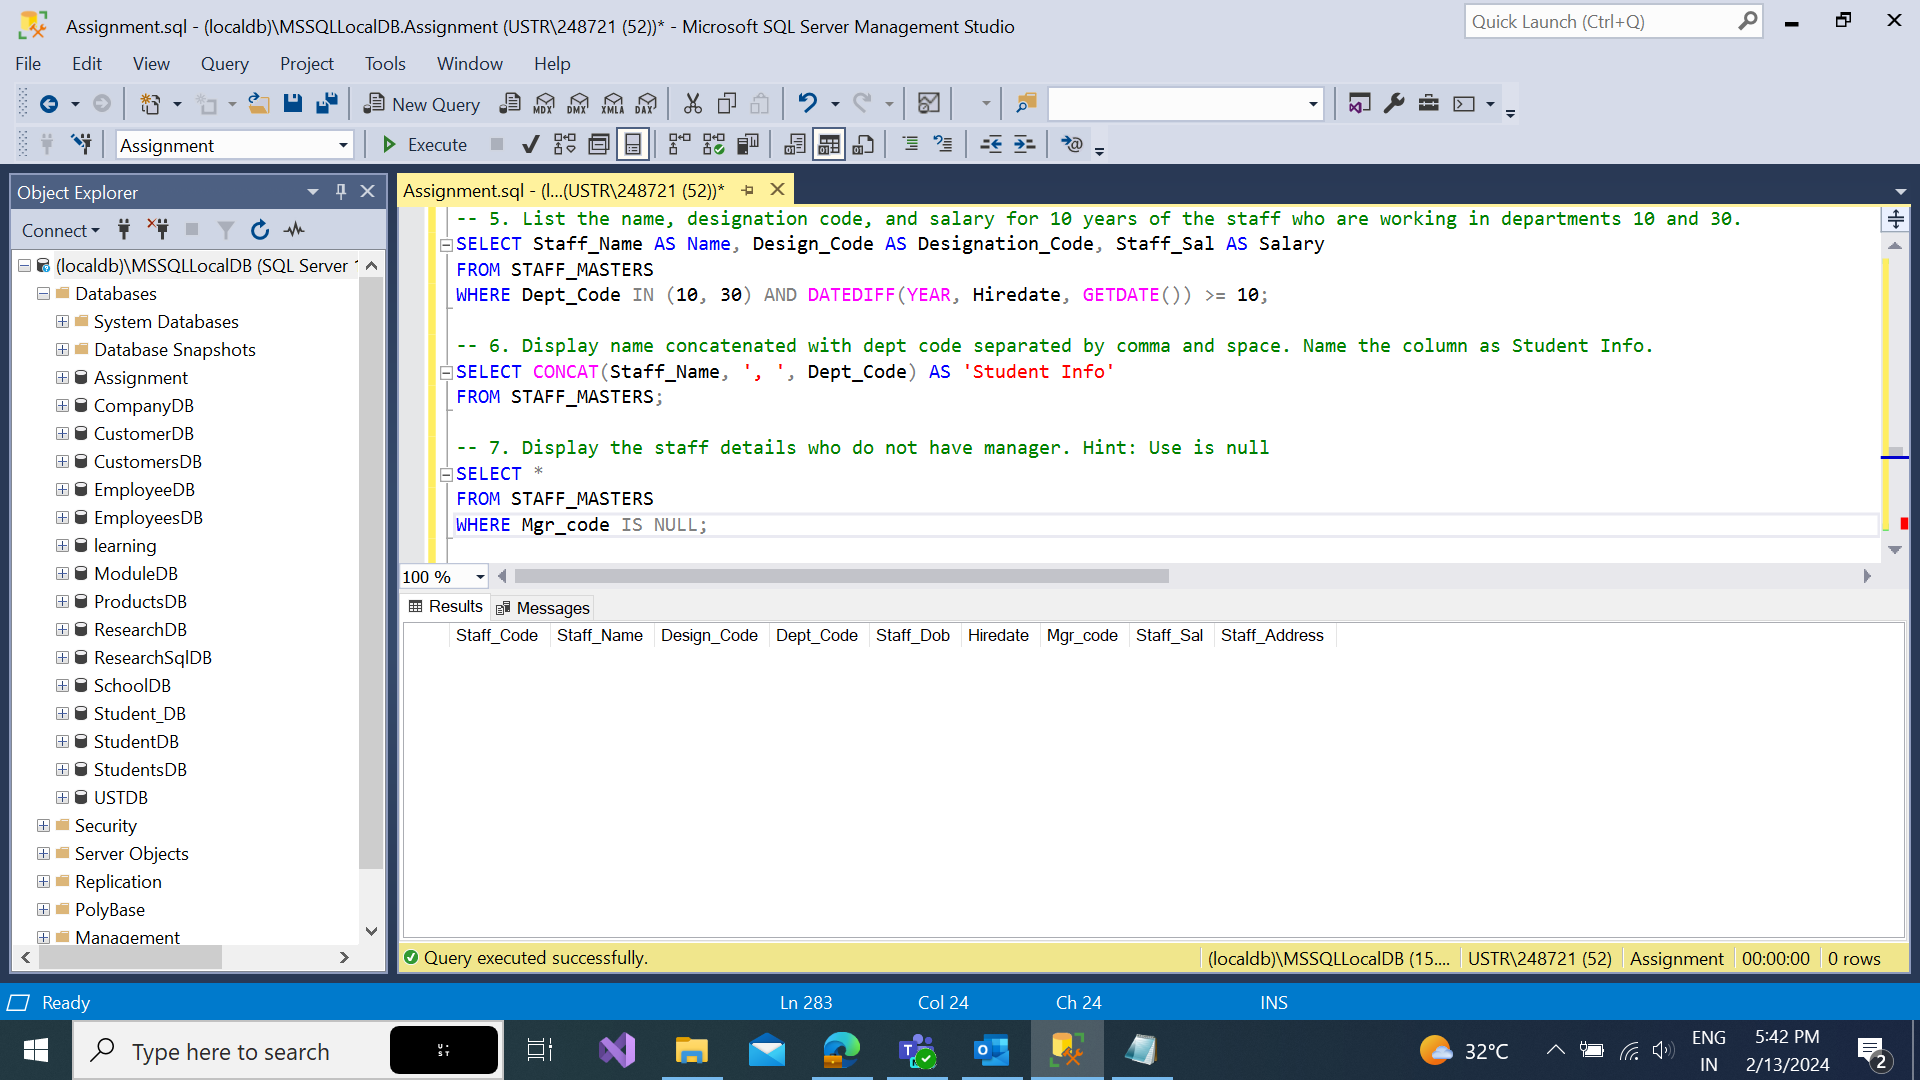 Assignment.sql - (localdb)\MSSQLLocalDB.Assignment (USTR\248721 (52))* - Microsoft SQL Server Management Studio
Quick Launch (Ctrl+Q)
File Edit View Query Project Tools Window Help
New Query
MDX DMX XMLA DAX
Assignment
Execute
Object Explorer
Connect
(localdb)\MSSQLLocalDB (SQL Server 1
Databases
System Databases
Database Snapshots
Assignment
CompanyDB
CustomerDB
CustomersDB
EmployeeDB
EmployeesDB
learning
ModuleDB
ProductsDB
ResearchDB
ResearchSqlDB
SchoolDB
Student_DB
StudentDB
StudentsDB
USTDB
Security
Server Objects
Replication
PolyBase
Management
Assignment.sql - (l...(USTR\248721 (52))*
-- 5. List the name, designation code, and salary for 10 years of the staff who are working in departments 10 and 30.
SELECT Staff_Name AS Name, Design_Code AS Designation_Code, Staff_Sal AS Salary
FROM STAFF_MASTERS
WHERE Dept_Code IN (10, 30) AND DATEDIFF(YEAR, Hiredate, GETDATE()) >= 10;
-- 6. Display name concatenated with dept code separated by comma and space. Name the column as Student Info.
SELECT CONCAT(Staff_Name, ', ', Dept_Code) AS 'Student Info'
FROM STAFF_MASTERS;
-- 7. Display the staff details who do not have manager. Hint: Use is null
SELECT *
FROM STAFF_MASTERS
WHERE Mgr_code IS NULL;
100 %
Results Messages
Staff_Code Staff_Name Design_Code Dept_Code Staff_Dob Hiredate Mgr_code Staff_Sal Staff_Address
Query executed successfully.
(localdb)\MSSQLLocalDB (15.... USTR\248721 (52) Assignment 00:00:00 0 rows
Ready Ln 283 Col 24 Ch 24 INS
Type here to search
32°C
ENG
IN
5:42 PM
2/13/2024
2